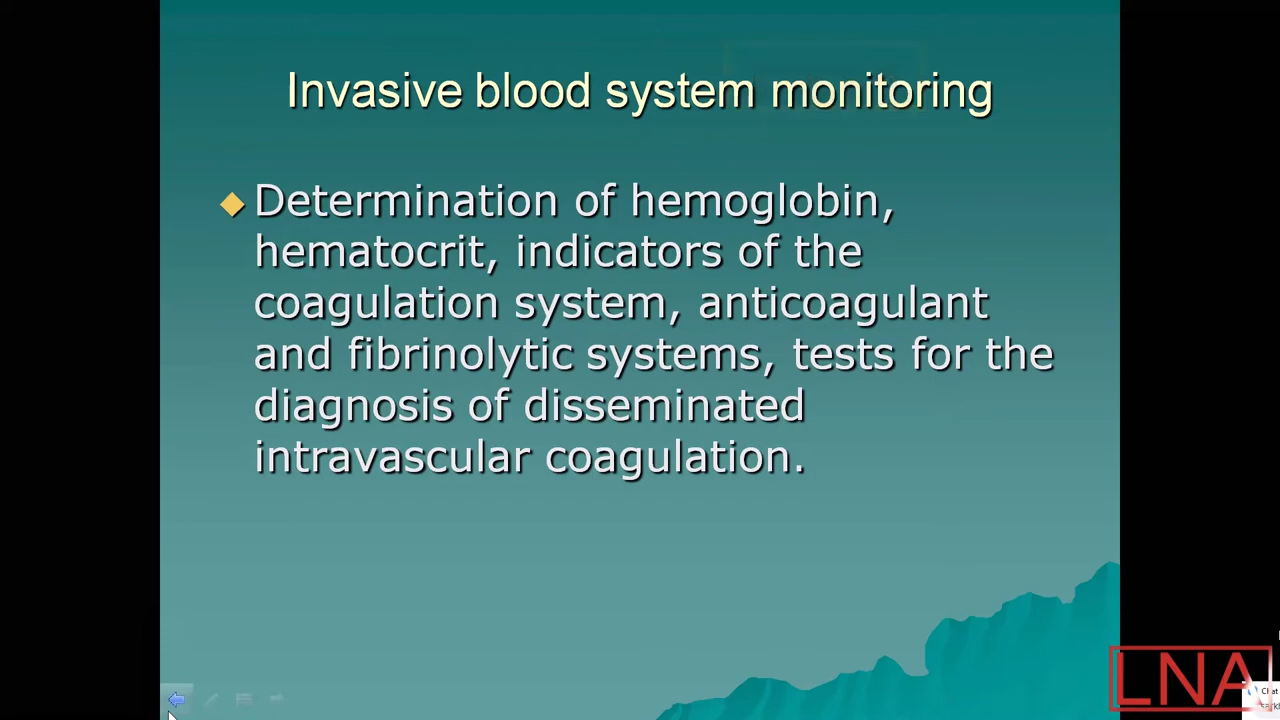 Invasive blood system monitoring
Determination of hemoglobin,
hematocrit, indicators of the
coagulation system, anticoagulant
and fibrinolytic systems, tests for the
diagnosis of disseminated
intravascular coagulation.
LNA
Chat